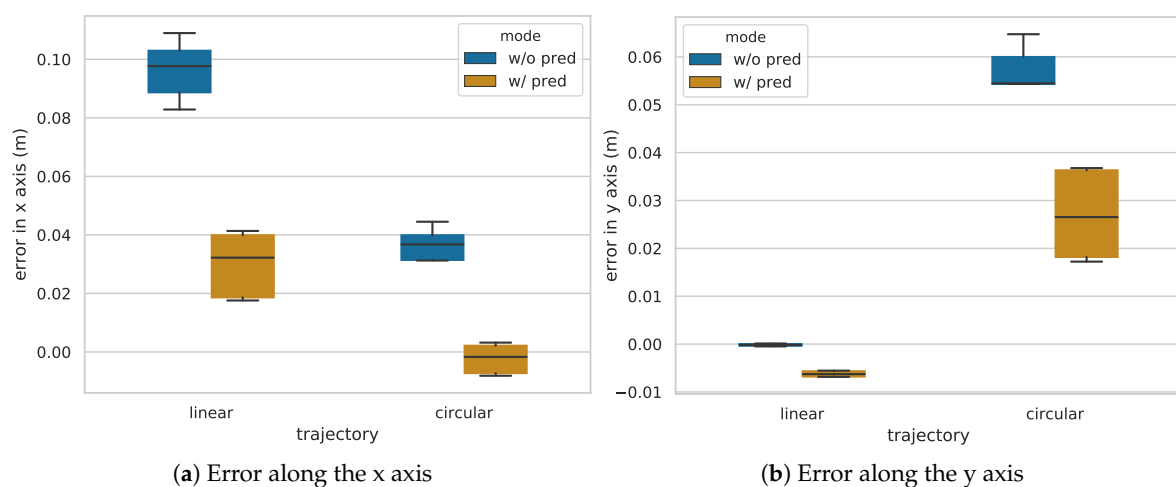 mode
w/o pred
w/ pred
0.10
0.08
0.06
0.04
0.02
0.00
error in x axis (m)
linear
circular
trajectory
(a) Error along the x axis
mode
w/o pred
w/ pred
0.06
0.05
0.04
0.03
0.02
0.01
0.00
−0.01
error in y axis (m)
linear
circular
trajectory
(b) Error along the y axis